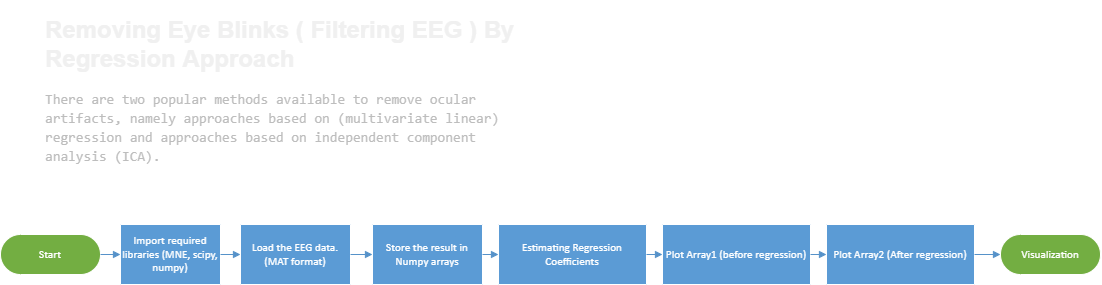 Removing Eye Blinks ( Filtering EEG ) By
Regression Approach
There are two popular methods available to remove ocular
artifacts, namely approaches based on (multivariate linear)
regression and approaches based on independent component
analysis (ICA).
Start
Import required
libraries (MNE, scipy,
numpy)
Load the EEG data.
(MAT format)
Store the result in
Numpy arrays
Estimating Regression
Coefficients
Plot Array1 (before regression)
Plot Array2 (After regression)
Visualization